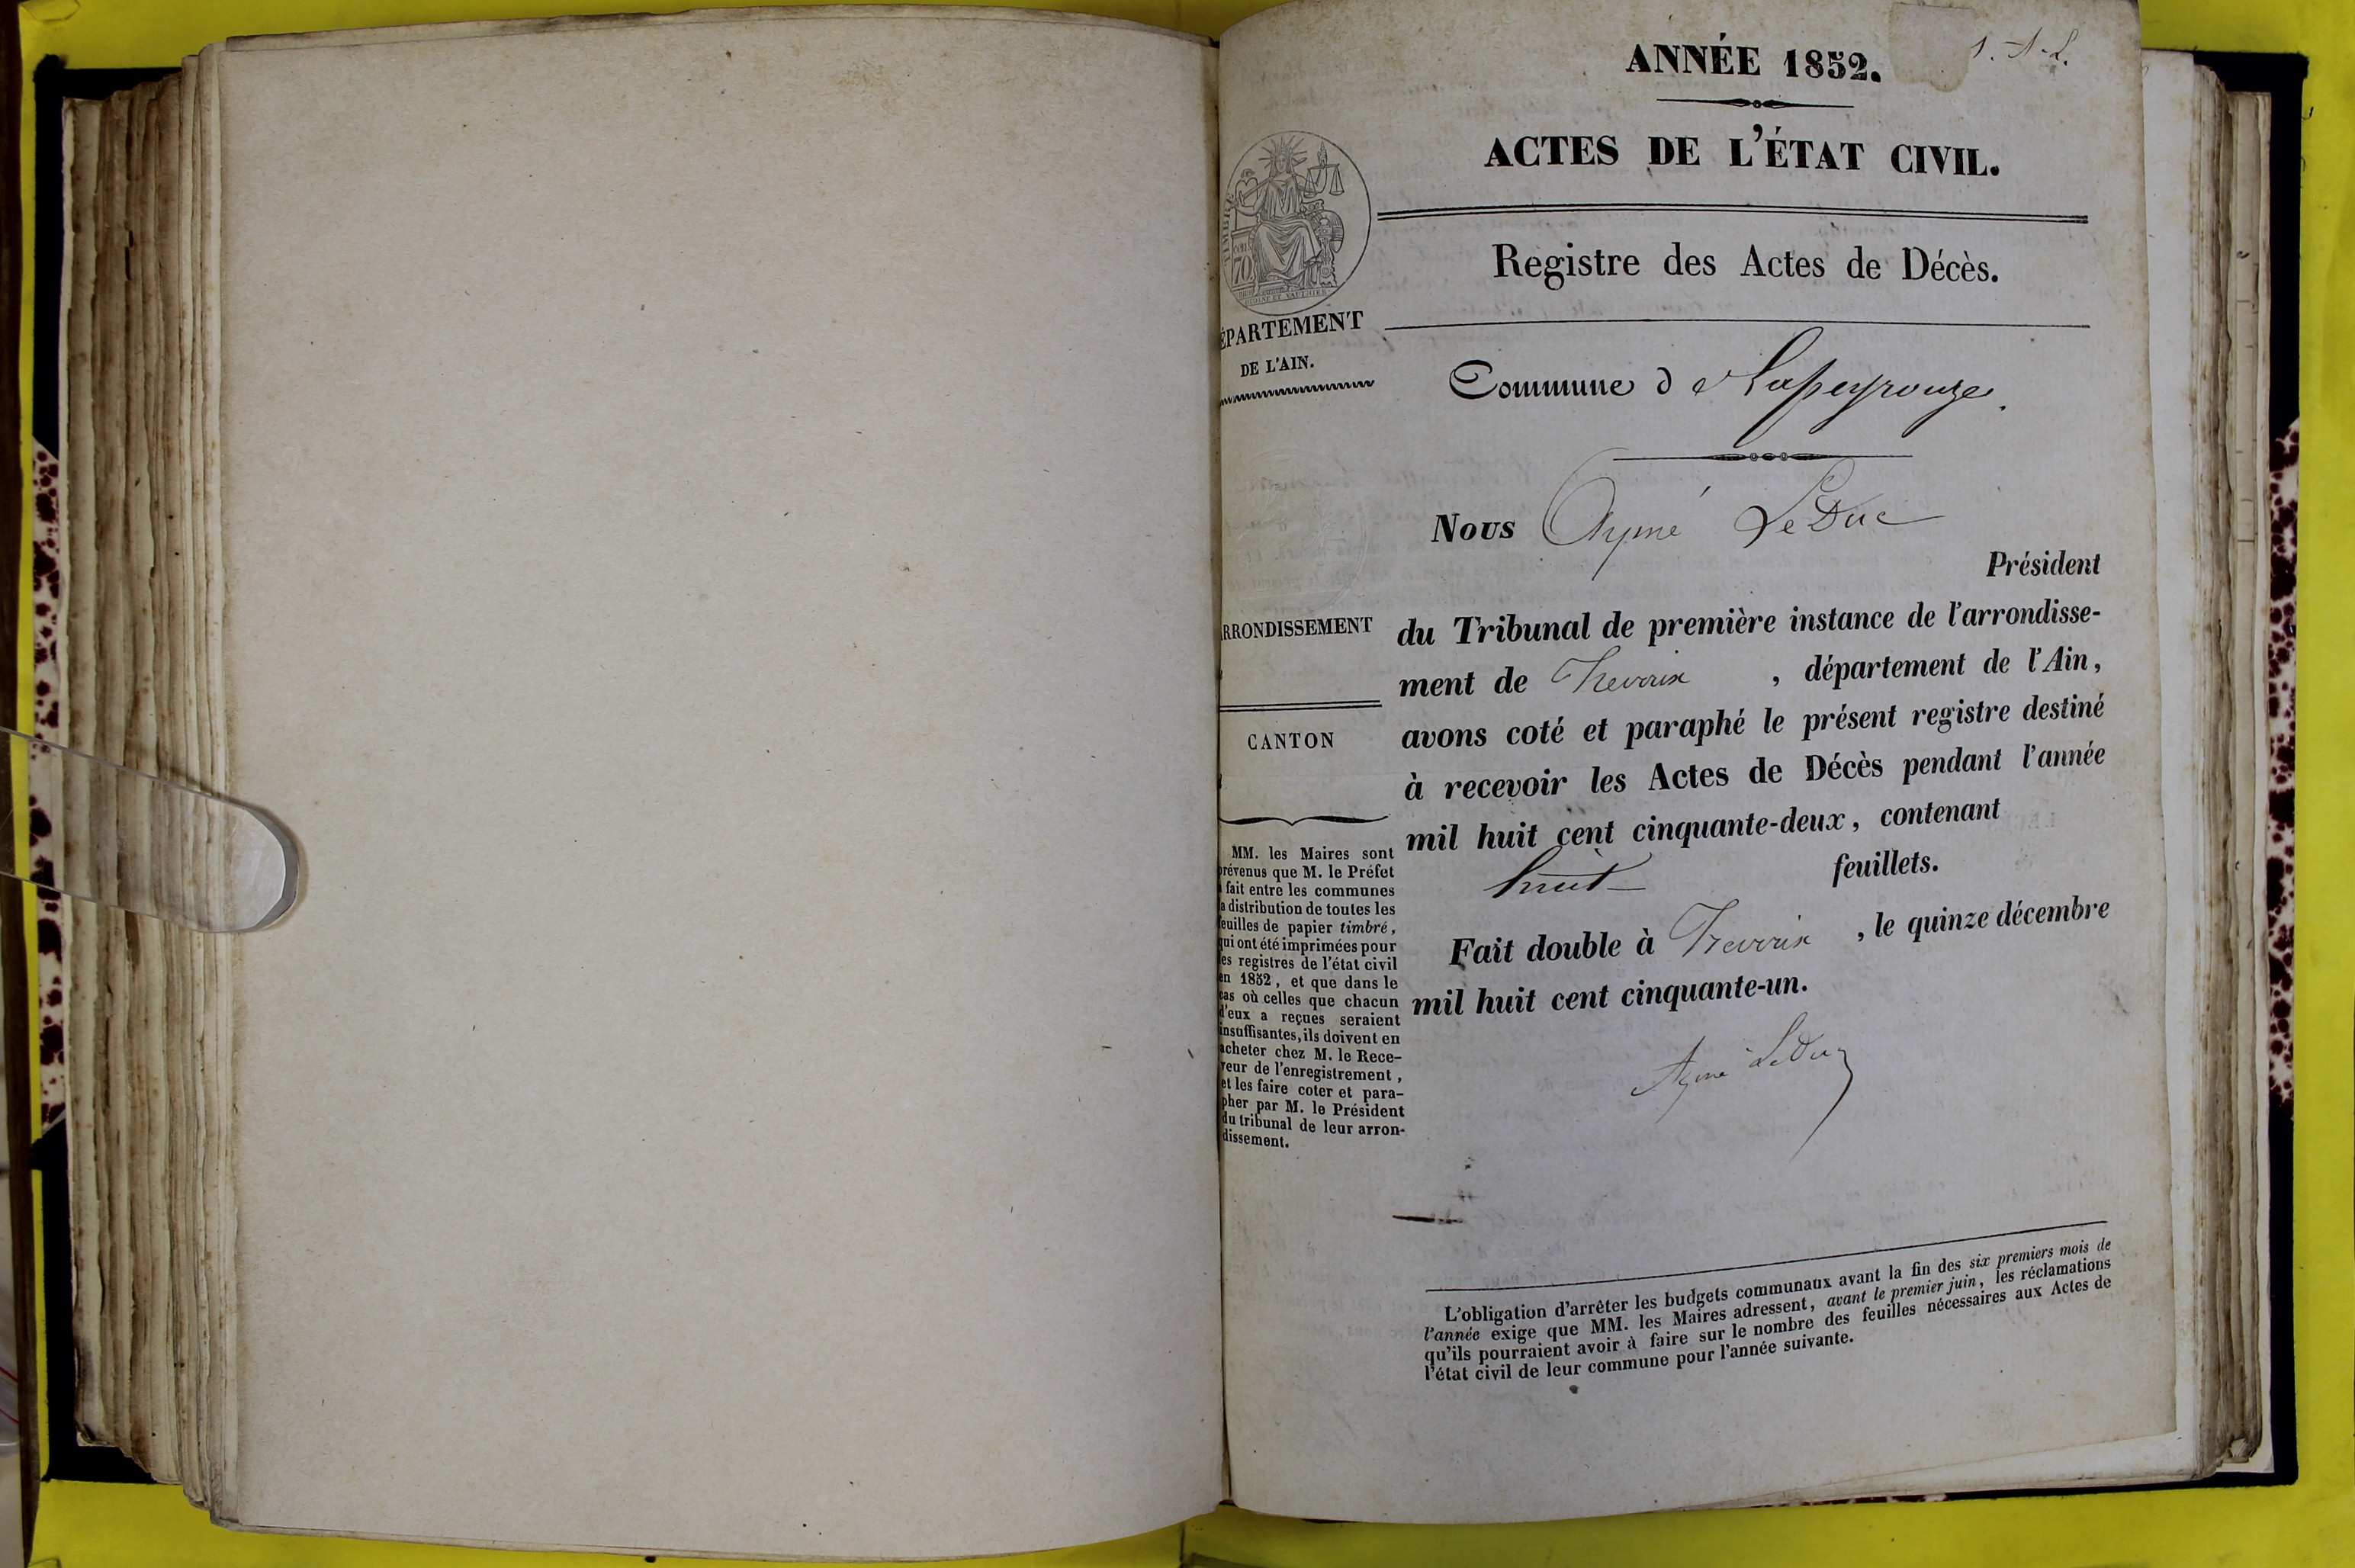 ANNÉE 1852.
1. A L.
ACTES DE L'ÉTAT CIVIL.
TIMBRE
70
Registre des Actes de Décès.
ÉPARTEMENT
DE L'AIN.
Commune de Lapeyrouze.
Nous Aymé LeDuc
Président
RRONDISSEMENT
du Tribunal de première instance de l'arrondisse-
ment de Trevoux , département de l'Ain,
avons coté et paraphé le présent registre destiné
CANTON
à recevoir les Actes de Décès pendant l'année
mil huit cent cinquante-deux, contenant
huit feuillets.
Fait double à Trevoux , le quinze décembre
mil huit cent cinquante-un.
Aymé LeDuc
MM. les Maires sont
prévenus que M. le Préfet
a fait entre les communes
la distribution de toutes les
feuilles de papier timbré,
qui ont été imprimées pour
les registres de l'état civil
en 1852, et que dans le
cas où celles que chacun
d'eux a reçues seraient
insuffisantes, ils doivent en
acheter chez M. le Rece-
veur de l'enregistrement,
et les faire coter et para-
pher par M. le Président
du tribunal de leur arron-
dissement.
L'obligation d'arrêter les budgets communaux avant la fin des six premiers mois de
l'année exige que MM. les Maires adressent, avant le premier juin, les réclamations
qu'ils pourraient avoir à faire sur le nombre des feuilles nécessaires aux Actes de
l'état civil de leur commune pour l'année suivante.